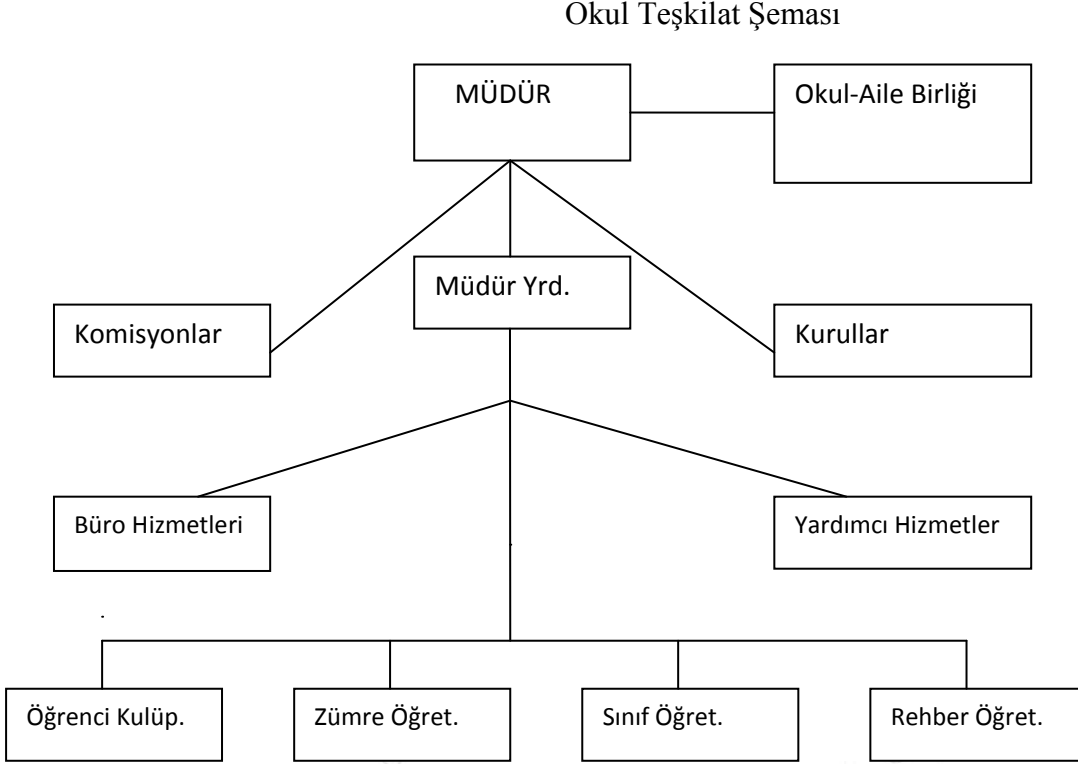 Okul Teşkilat Şeması
MÜDÜR
Okul-Aile Birliği
Müdür Yrd.
Komisyonlar
Kurullar
Büro Hizmetleri
Yardımcı Hizmetler
Öğrenci Kulüp.
Zümre Öğret.
Sınıf Öğret.
Rehber Öğret.